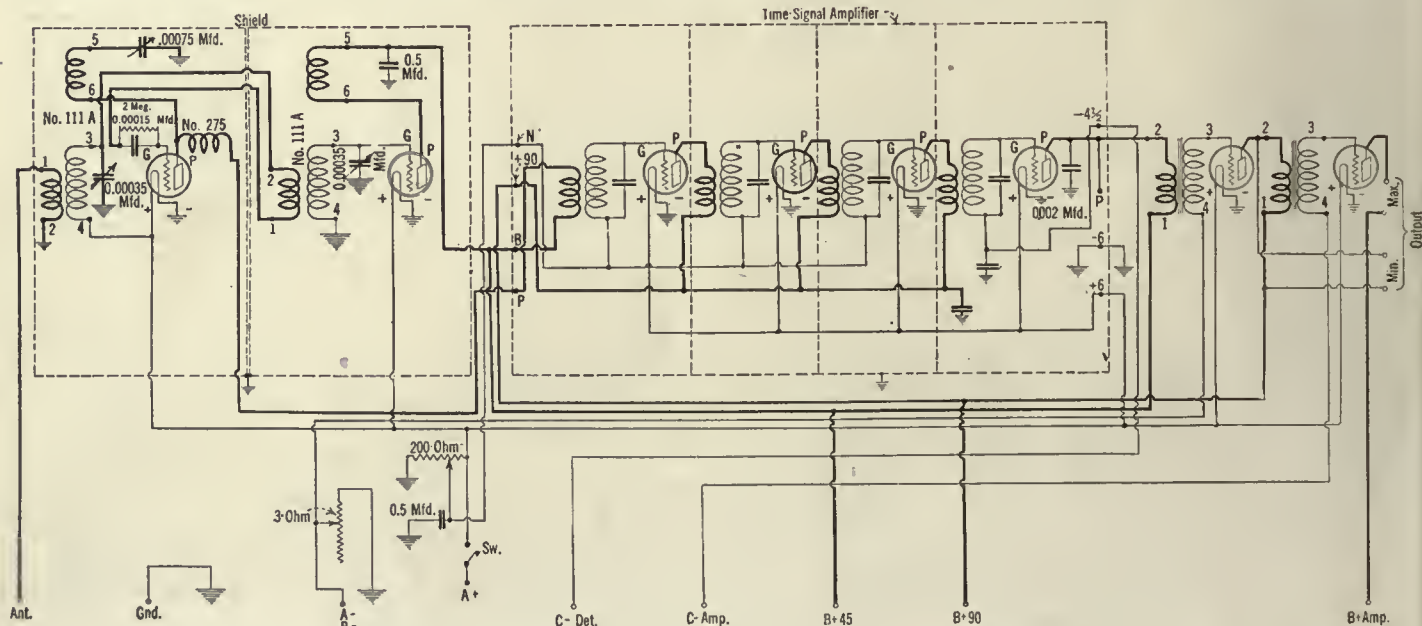 Shield
Time-Signal Amplifier
5
.00075 Mfd.
5
0.5
Mfd.
6
6
2 Meg.
0.00015 Mfd.
No. 111 A
No. 275
3
G
P
1
0.00035
Mfd.
+
-
2
4
No. 111 A
2
1
3
0.00035
Mfd.
4
G
P
+
-
N
+90
B
P
G
P
+
-
G
P
+
-
G
P
+
-
G
P
+
-
0.002 Mfd.
-4½
P
-6
+6
2
1
3
4
+
-
2
1
3
4
+
-
Max.
Min.
Output
200-Ohm
3-Ohm
0.5 Mfd.
Sw.
A+
Ant.
Gnd.
A-
B-
C- Det.
C- Amp.
B+45
B+90
B+Amp.